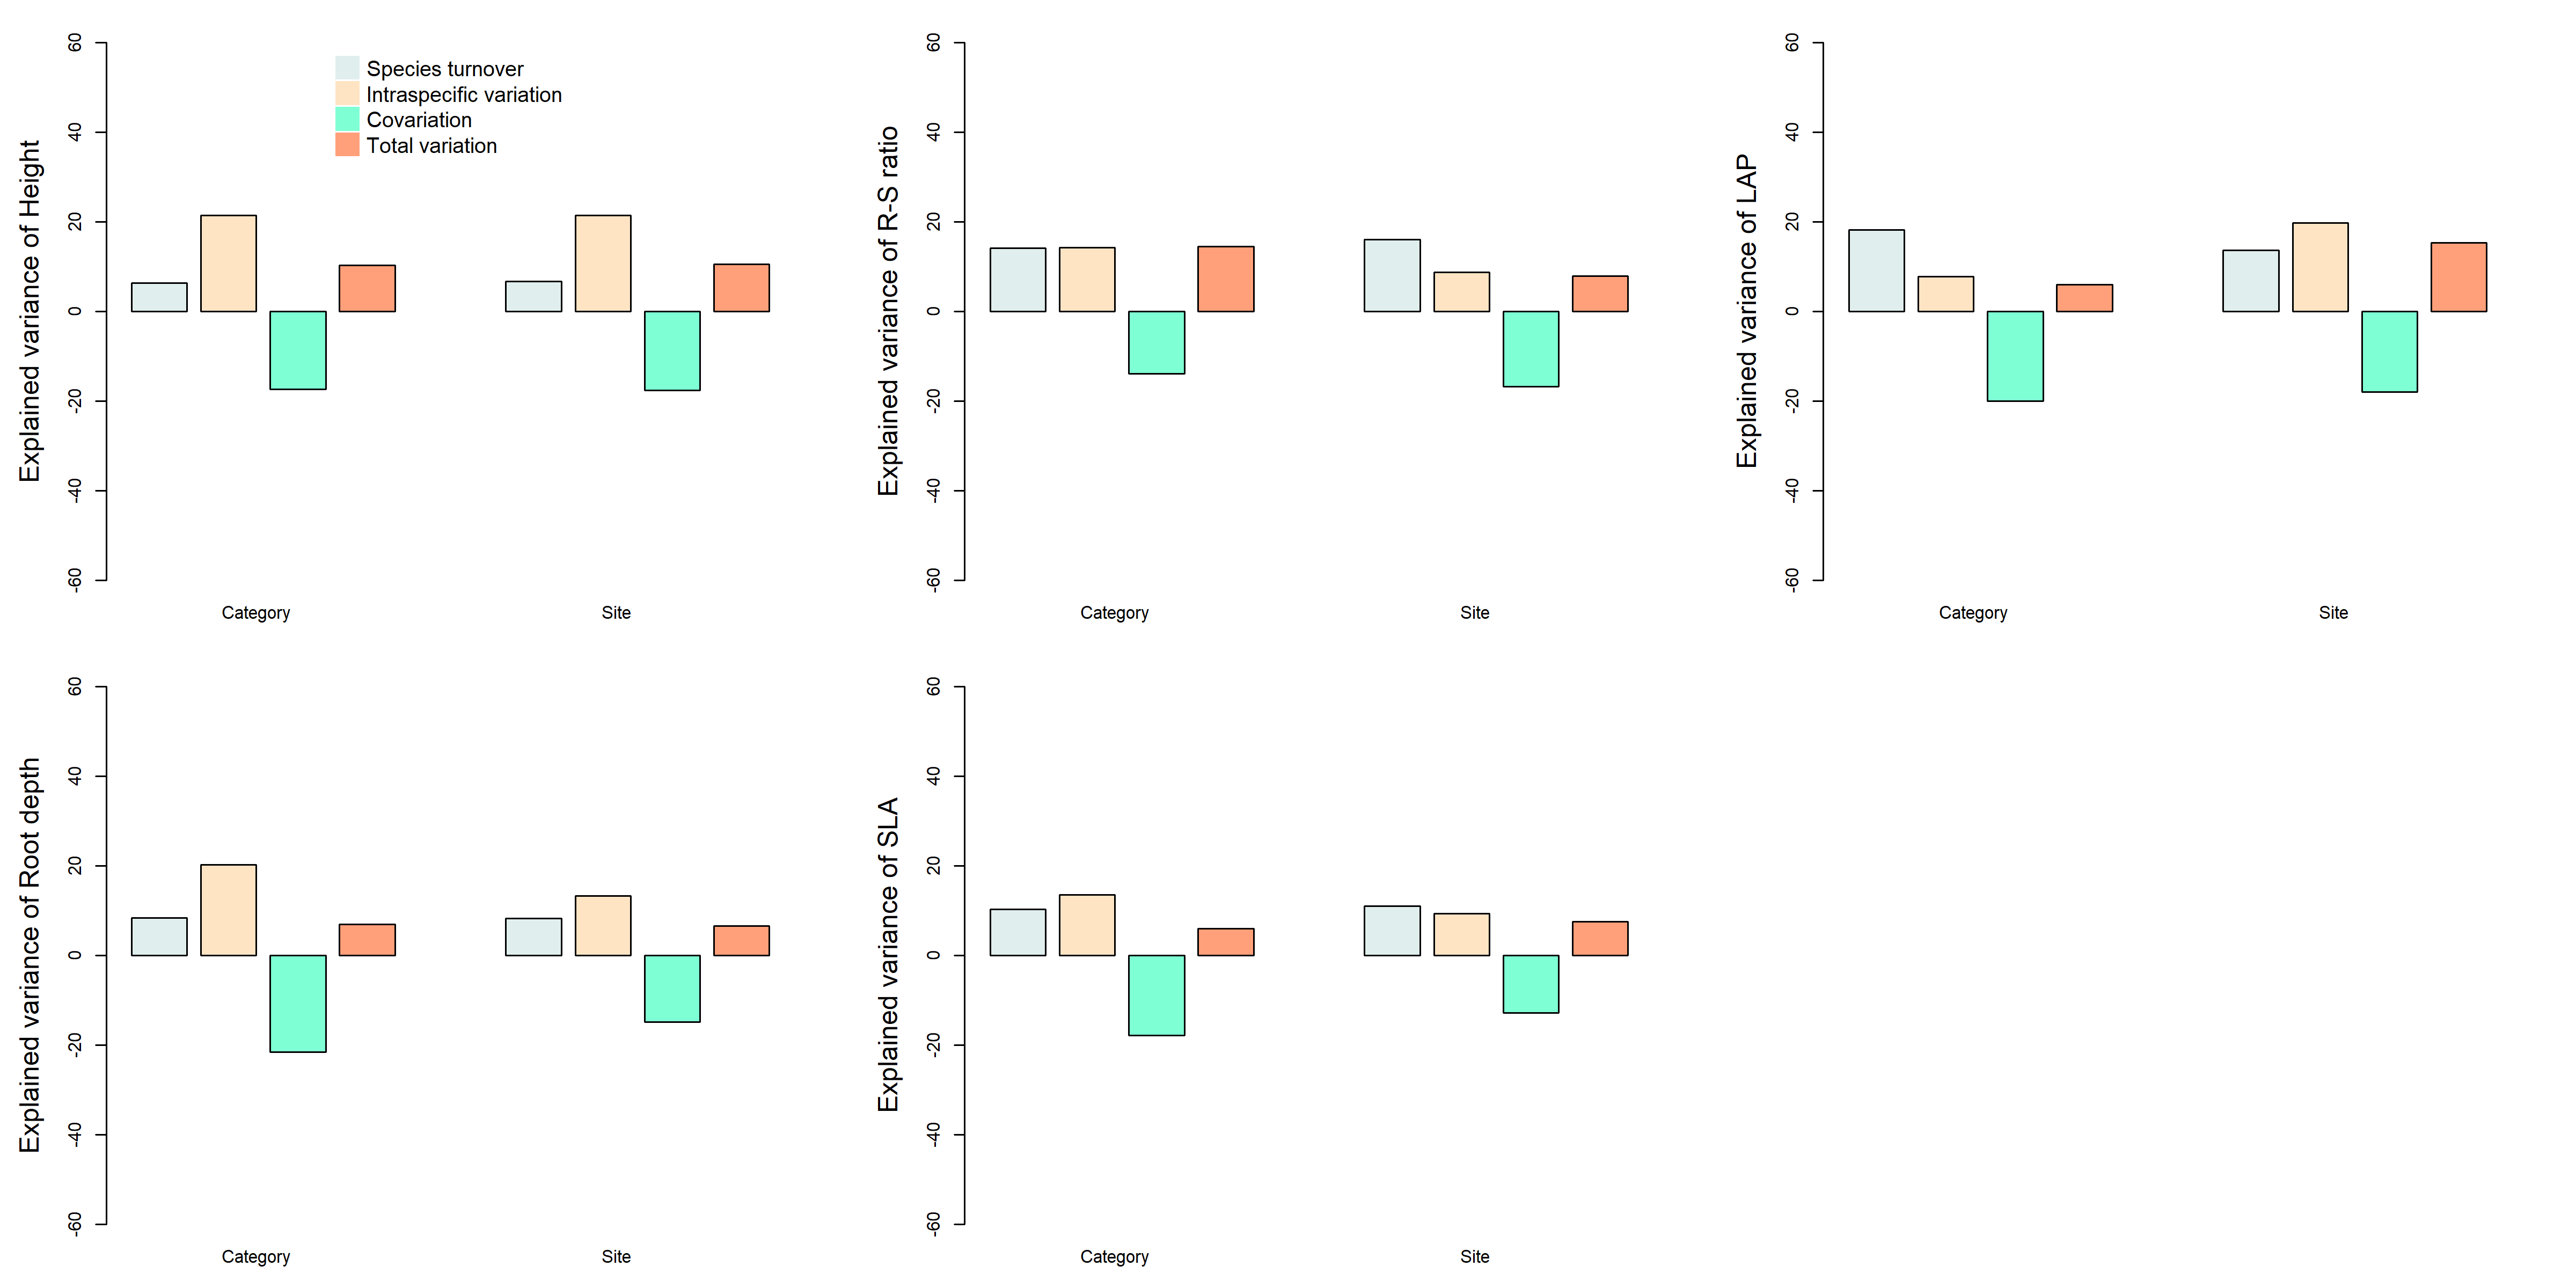 Explained variance of Height
60
40
20
0
-20
-40
-60
Species turnover
Intraspecific variation
Covariation
Total variation
Category
Site
Explained variance of R-S ratio
60
40
20
0
-20
-40
-60
Category
Site
Explained variance of LAP
60
40
20
0
-20
-40
-60
Category
Site
Explained variance of Root depth
60
40
20
0
-20
-40
-60
Category
Site
Explained variance of SLA
60
40
20
0
-20
-40
-60
Category
Site